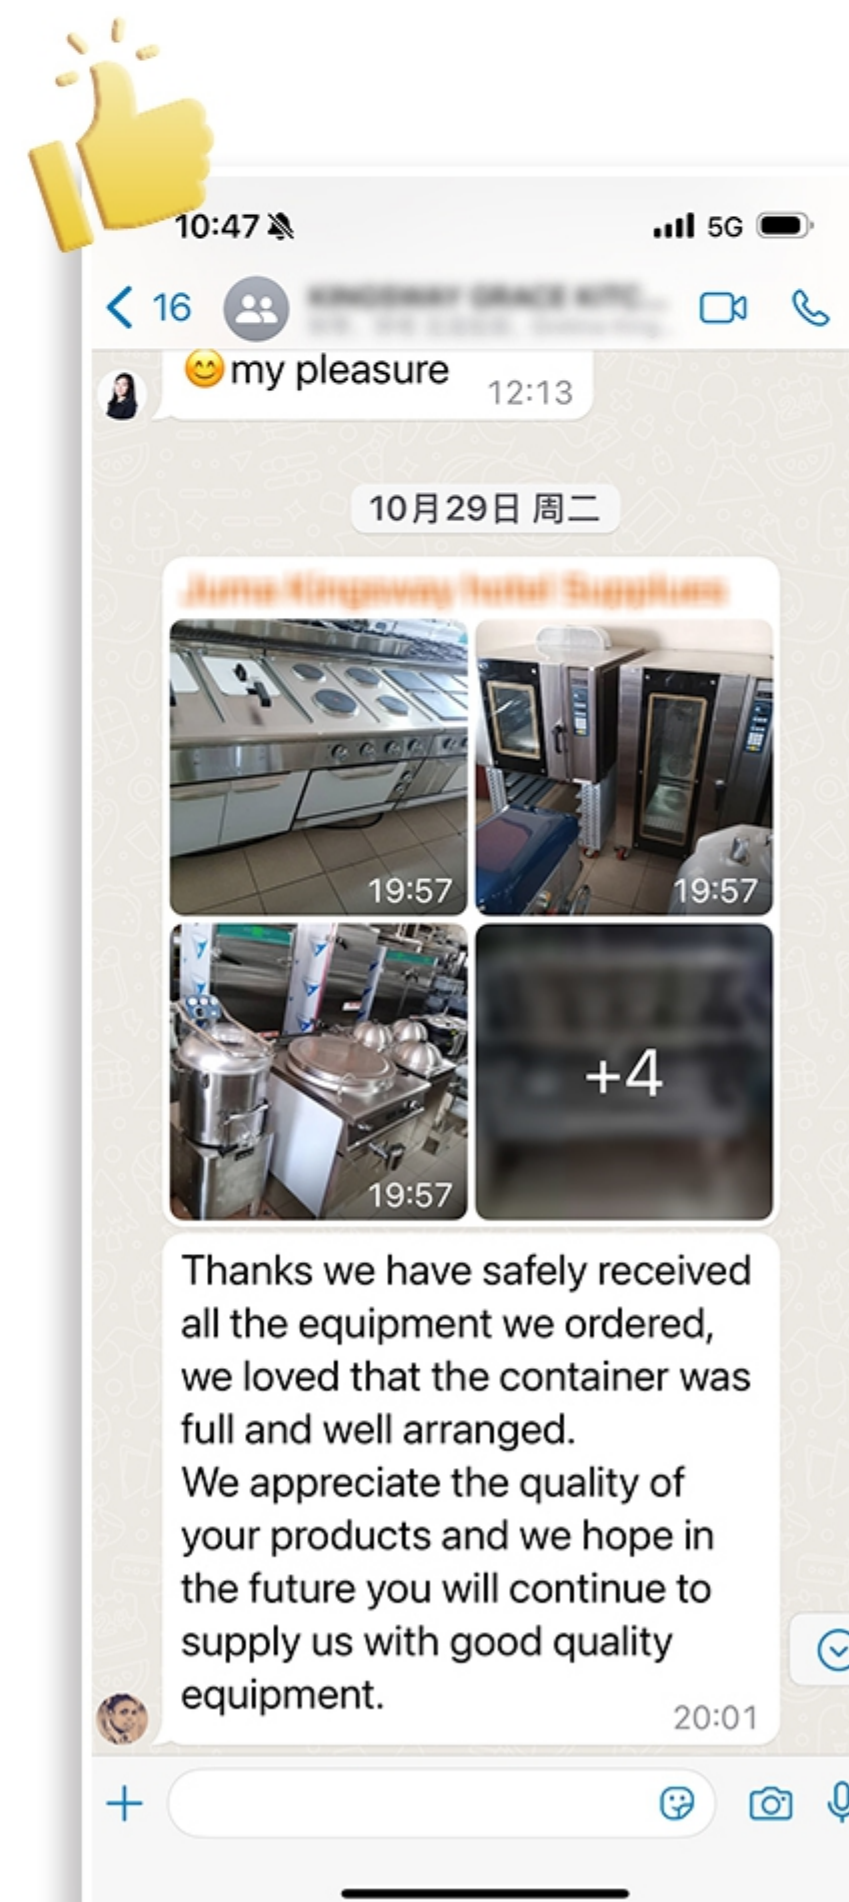 10:47
5G
16
😊my pleasure
12:13
10月29日 周二
19:57
19:57
19:57
+4
Thanks we have safely received
all the equipment we ordered,
we loved that the container was
full and well arranged.
We appreciate the quality of
your products and we hope in
the future you will continue to
supply us with good quality
equipment.
20:01